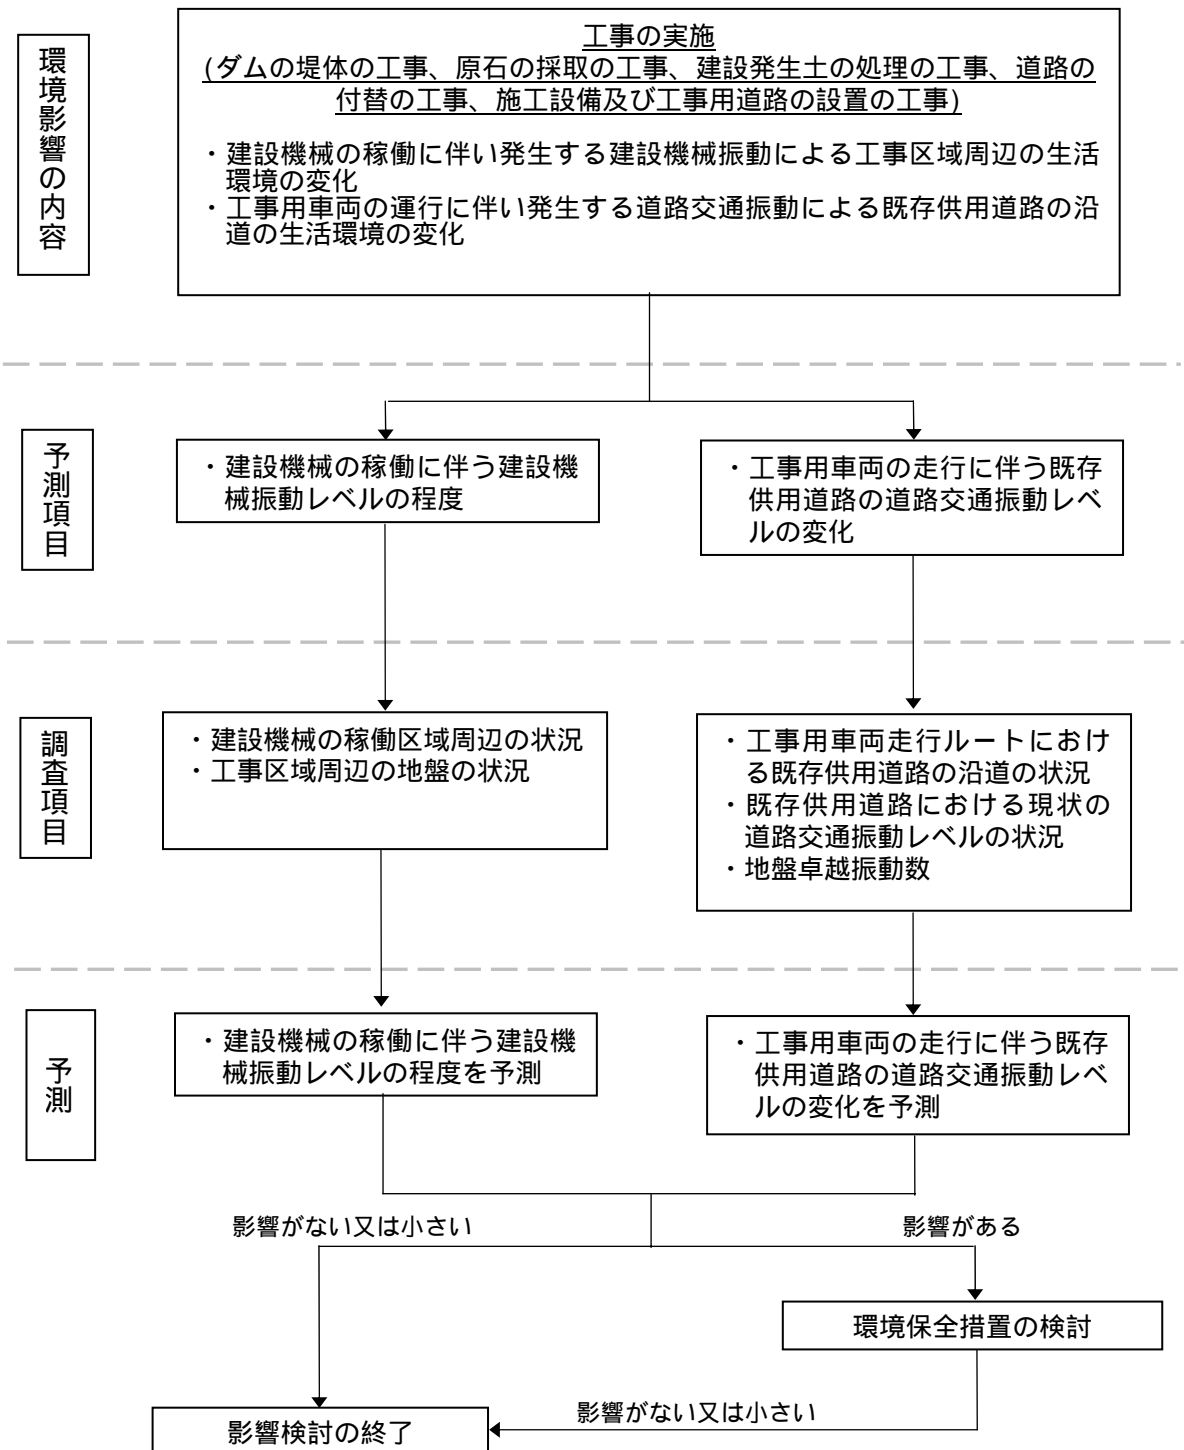 環境影響の内容
工事の実施
(ダムの堤体の工事、原石の採取の工事、建設発生土の処理の工事、道路の
付替の工事、施工設備及び工事用道路の設置の工事)
・建設機械の稼働に伴い発生する建設機械振動による工事区域周辺の生活
環境の変化
・工事用車両の運行に伴い発生する道路交通振動による既存供用道路の沿
道の生活環境の変化
予測項目
・建設機械の稼働に伴う建設機
械振動レベルの程度
・工事用車両の走行に伴う既存
供用道路の道路交通振動レベ
ルの変化
調査項目
・建設機械の稼働区域周辺の状況
・工事区域周辺の地盤の状況
・工事用車両走行ルートにおけ
る既存供用道路の沿道の状況
・既存供用道路における現状の
道路交通振動レベルの状況
・地盤卓越振動数
予測
・建設機械の稼働に伴う建設機
械振動レベルの程度を予測
・工事用車両の走行に伴う既存
供用道路の道路交通振動レベ
ルの変化を予測
影響がない又は小さい
影響がある
環境保全措置の検討
影響がない又は小さい
影響検討の終了